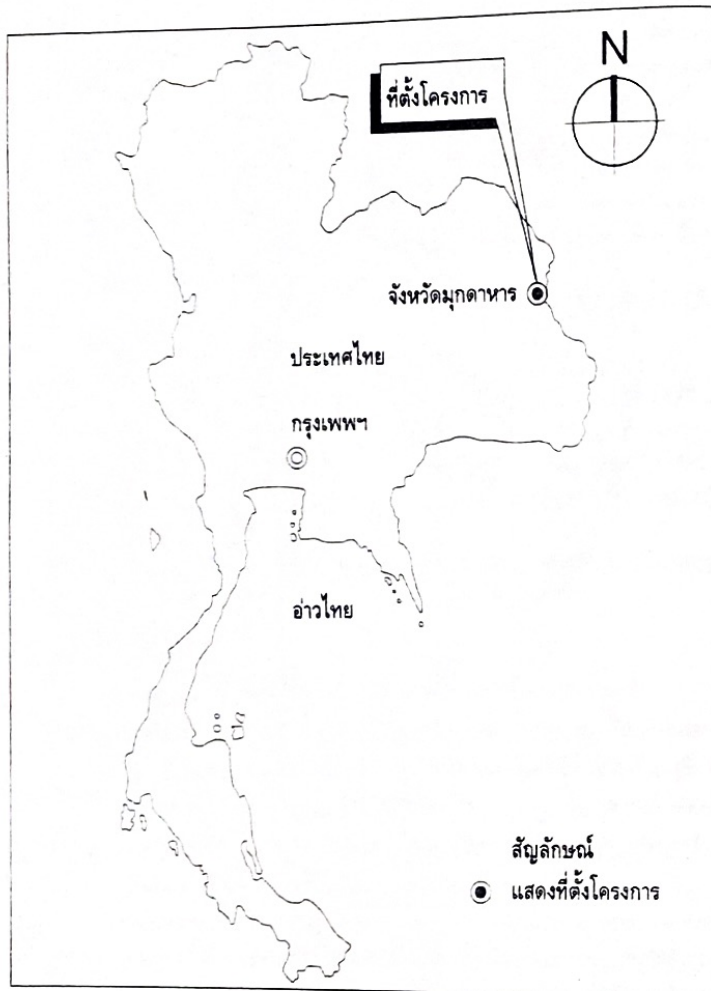 N
ที่ตั้งโครงการ
จังหวัดมุกดาหาร
ประเทศไทย
กรุงเพพฯ
อ่าวไทย
สัญลักษณ์
แสดงที่ตั้งโครงการ